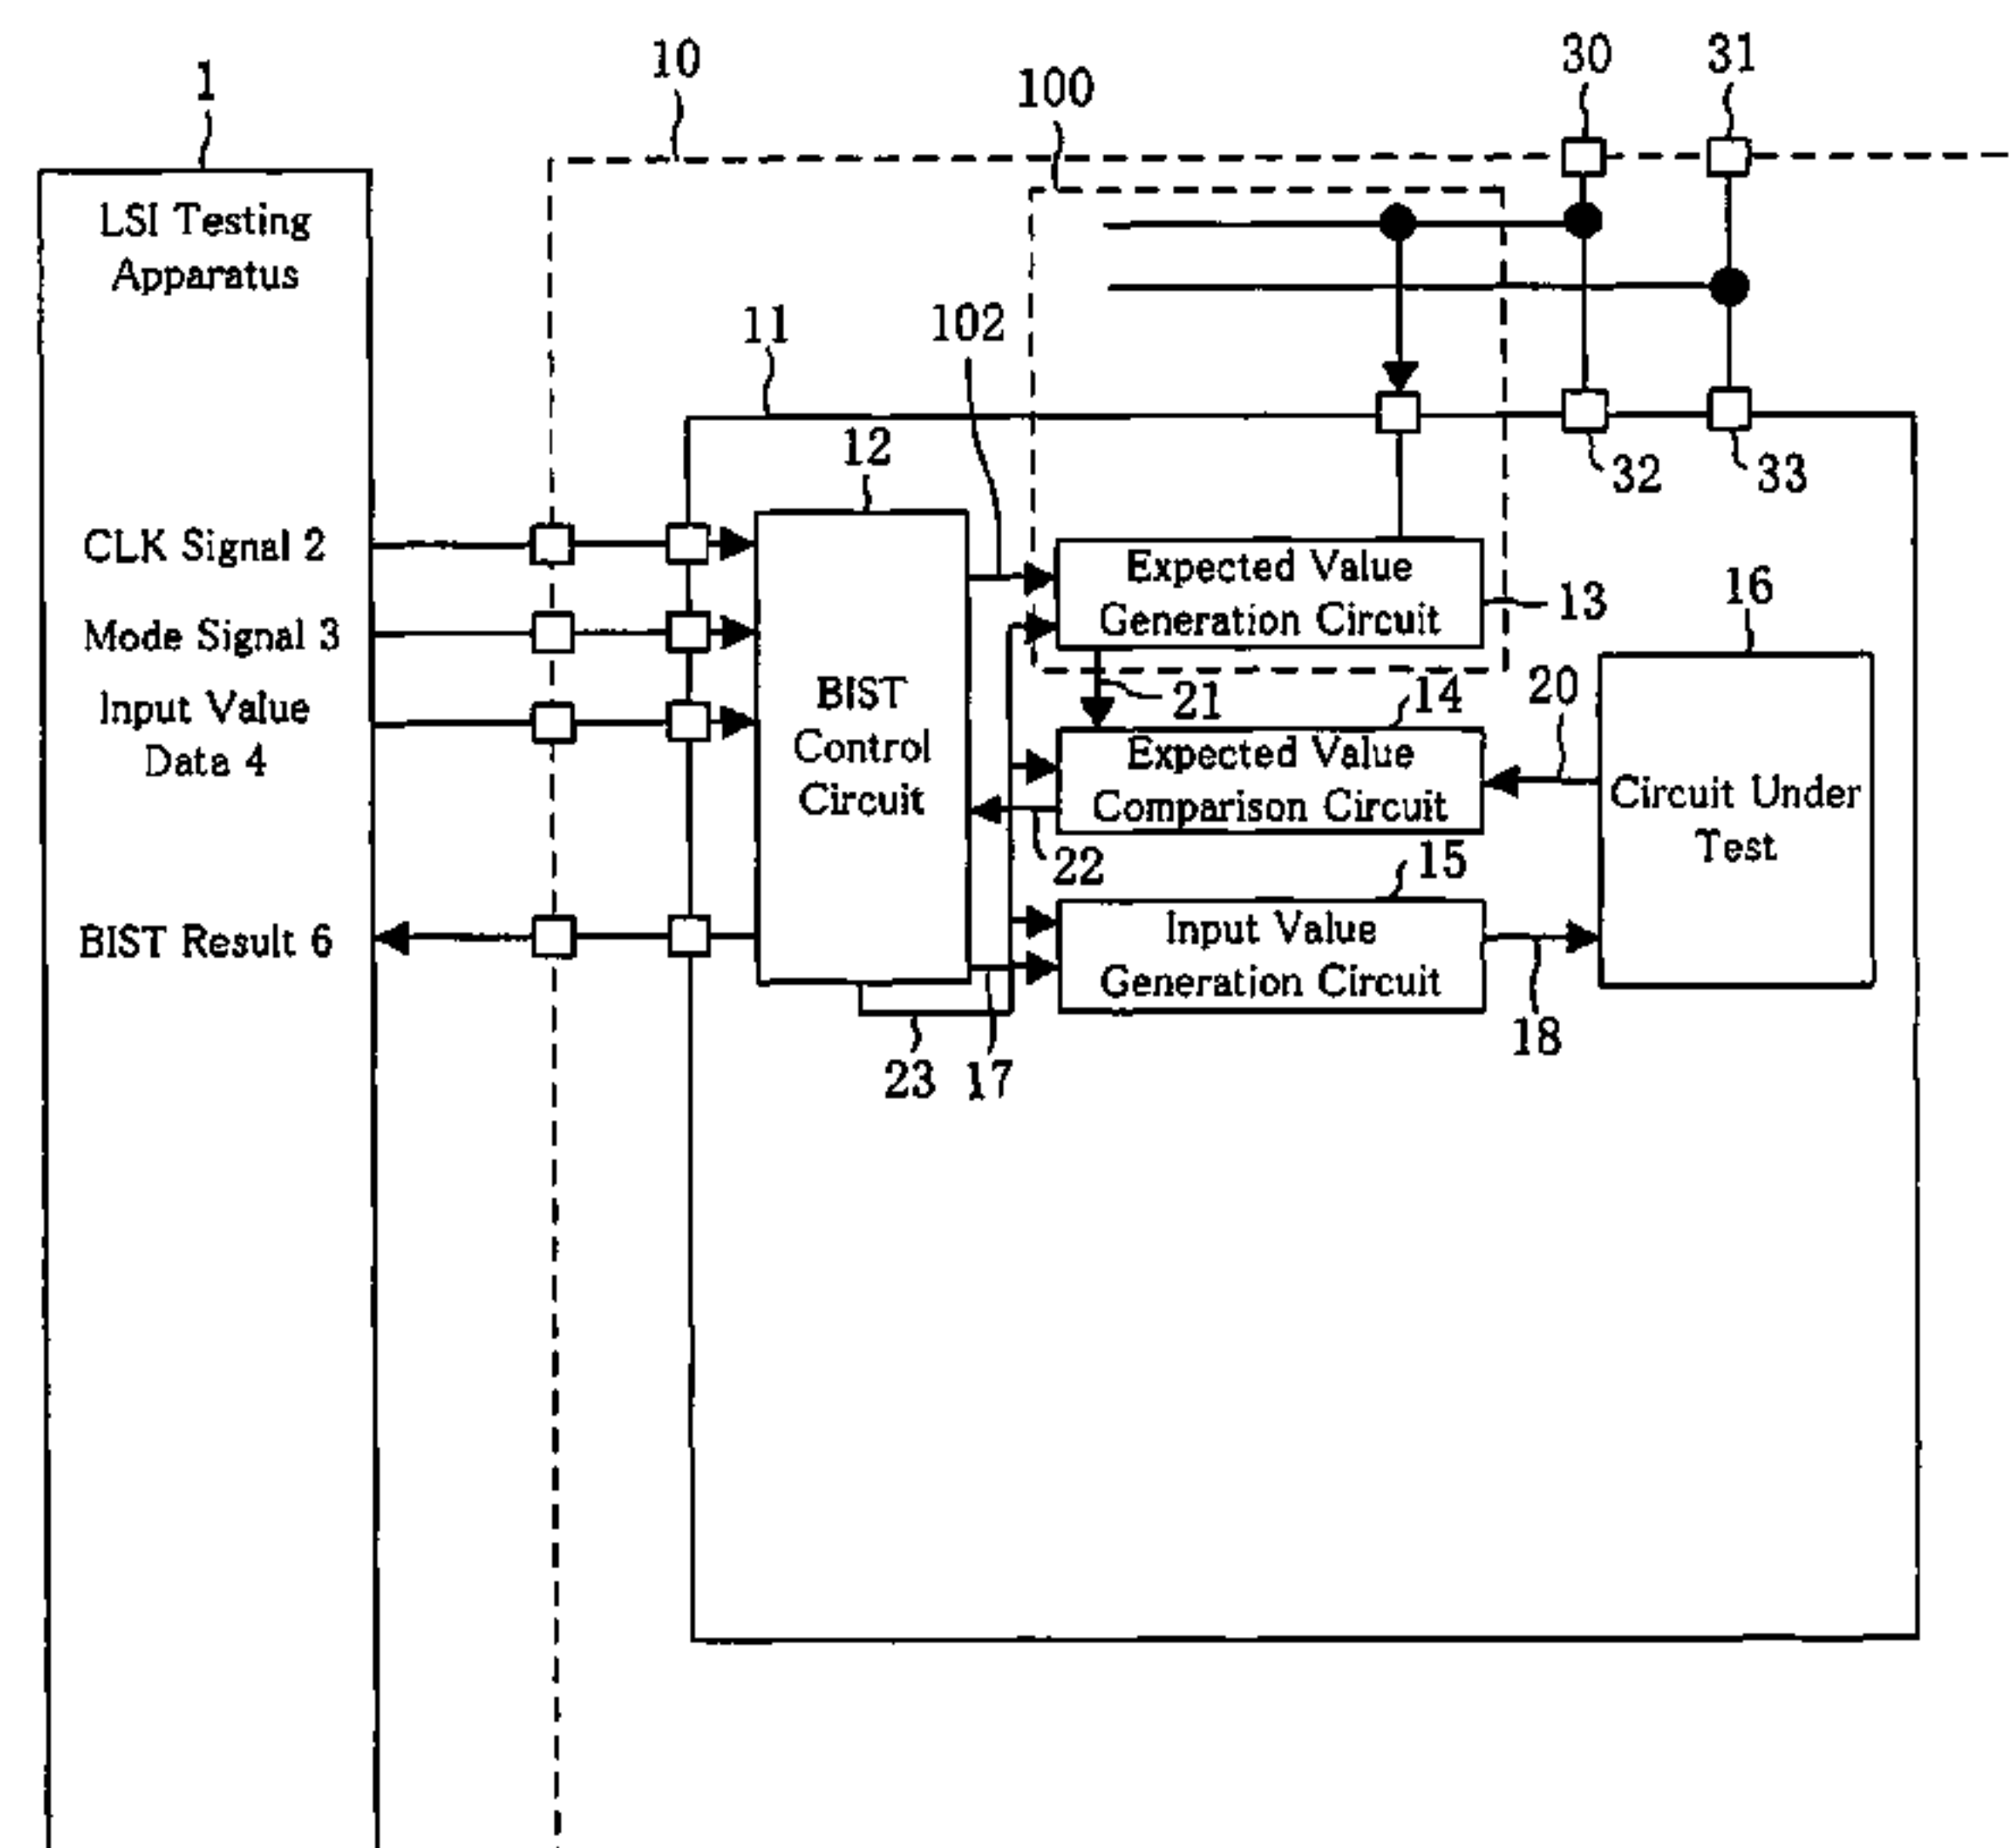 10
30
31
1
100
LSI Testing
Apparatus
11
102
12
32
33
CLK Signal 2
Expected Value
Generation Circuit
13
16
Mode Signal 3
Input Value
Data 4
BIST
Control
Circuit
21
14
20
Expected Value
Comparison Circuit
Circuit Under
Test
22
15
BIST Result 6
Input Value
Generation Circuit
23
17
18